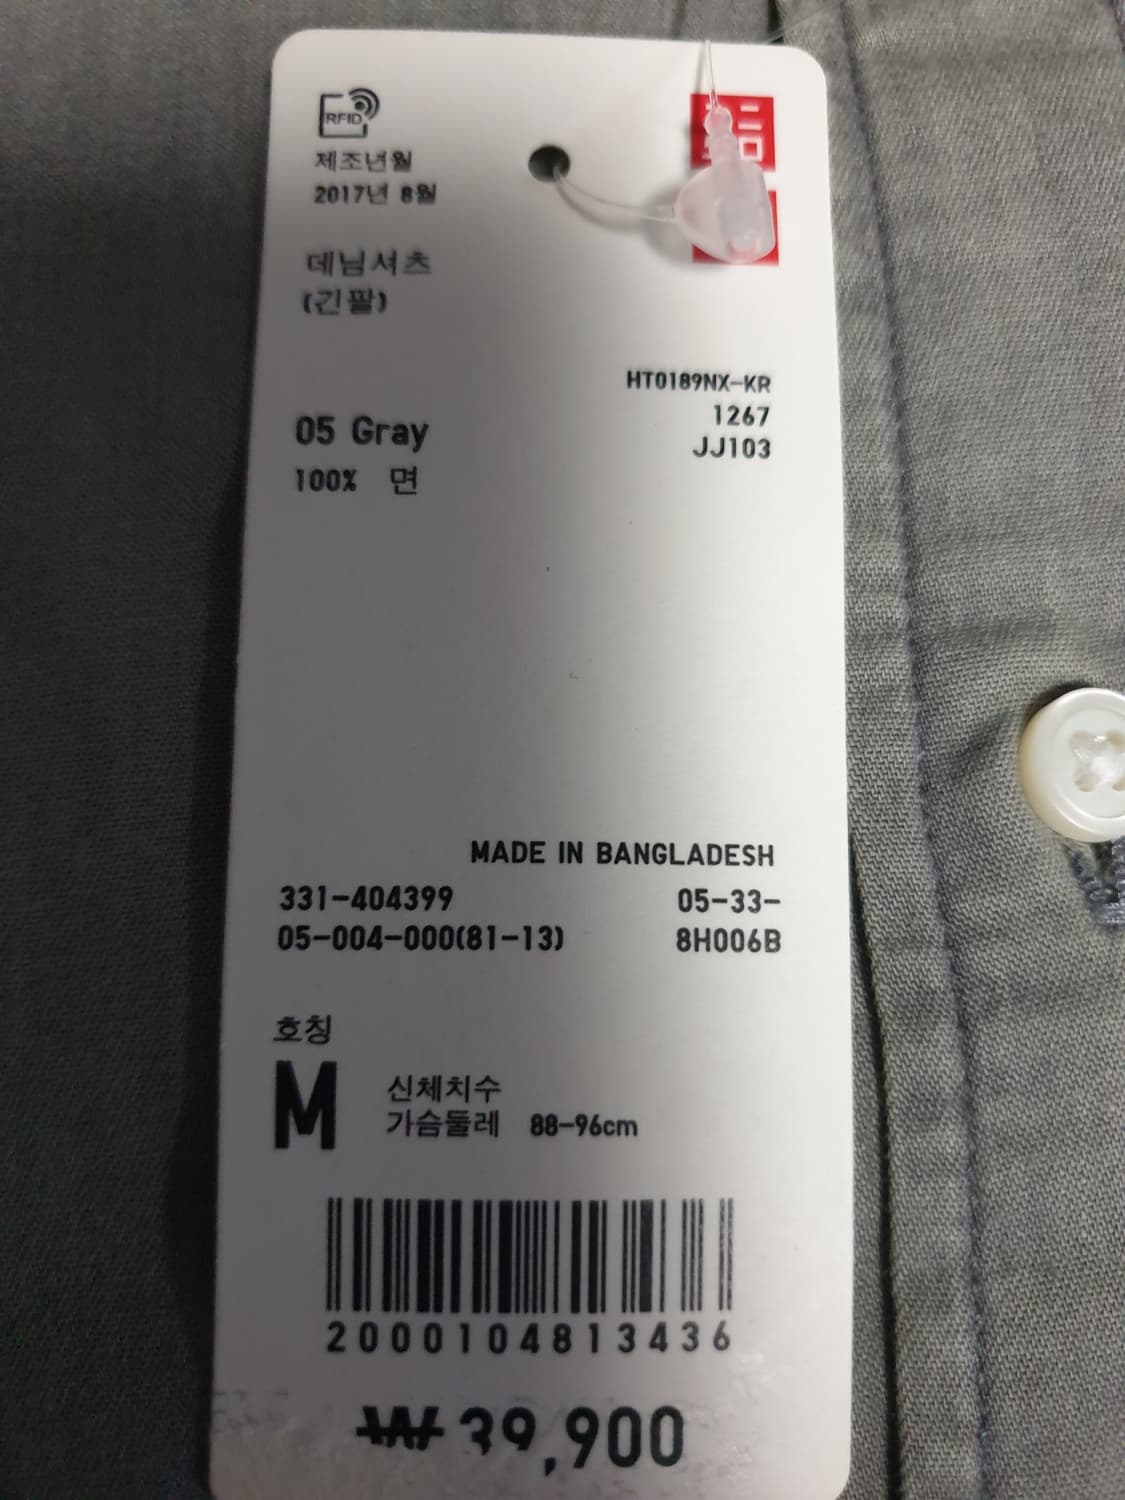 RFID
제조년월
2017년 8월
데님셔츠
(긴팔)
HT0189NX-KR
1267
JJ103
05 Gray
100% 면
MADE IN BANGLADESH
331-404399 05-33-
05-004-000(81-13) 8H006B
호칭
M
신체치수
가슴둘레 88-96cm
2000104813436
₩39,900